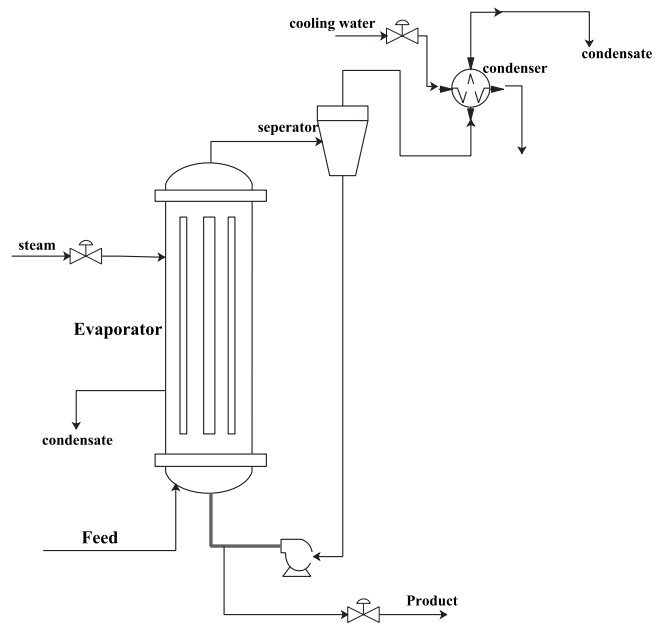 cooling water
condensate
condenser
seperator
steam
Evaporator
condensate
Feed
Product